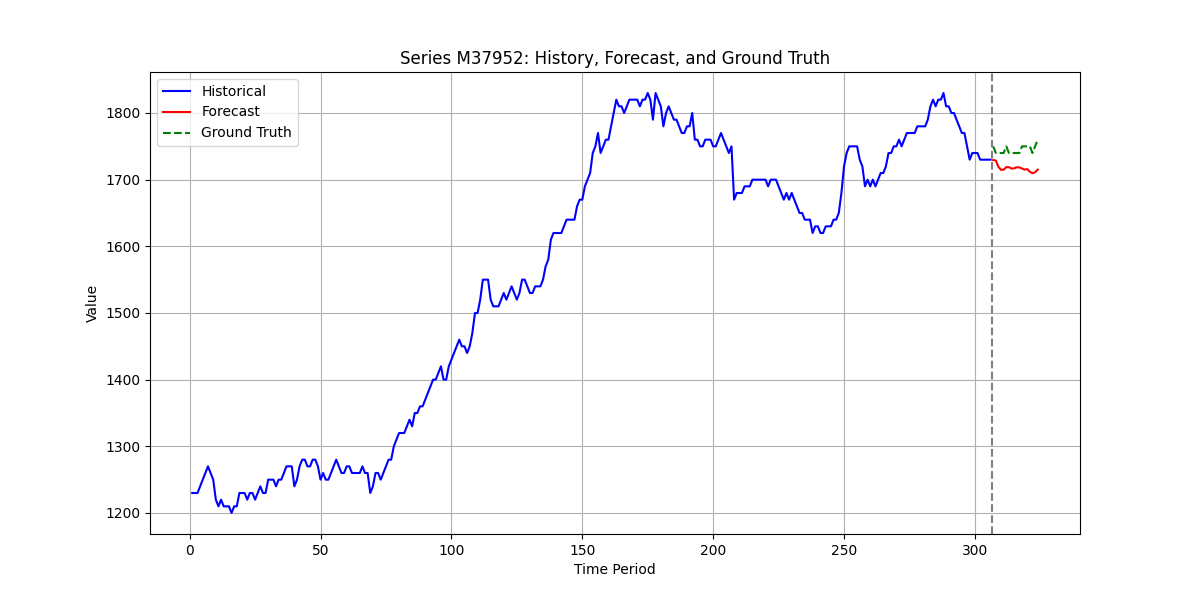 Series M37952: History, Forecast, and Ground Truth
Historical
Forecast
Ground Truth
Value
1800
1700
1600
1500
1400
1300
1200
0 50 100 150 200 250 300
Time Period